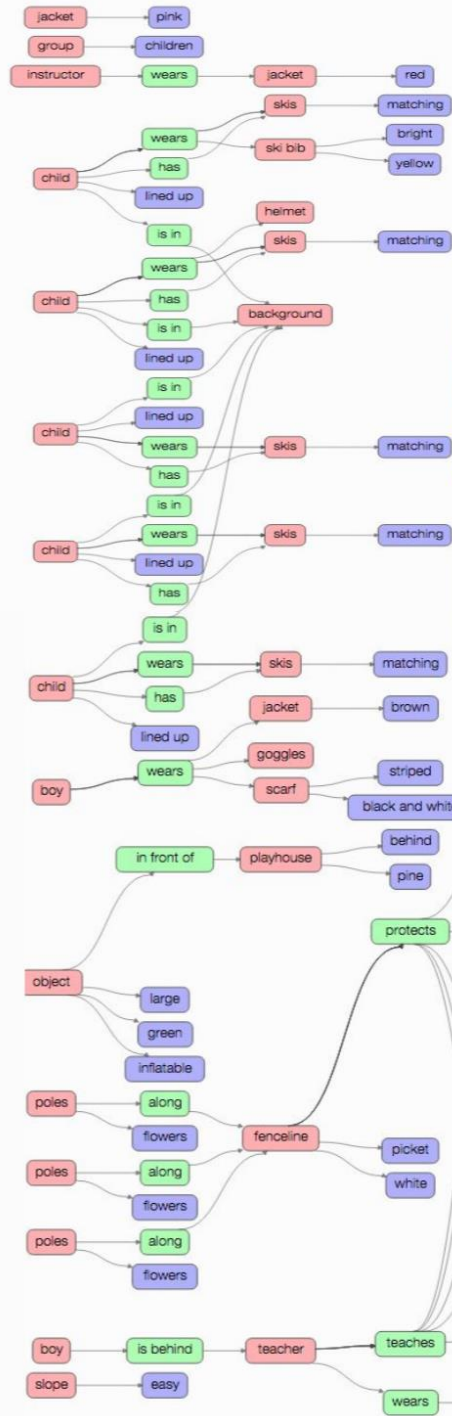 jacket pink
group children
instructor wears jacket red
skis matching
wears bright
ski bib
has yellow
child
lined up
helmet
is in
skis matching
wears
has
child background
is in
lined up
is in
lined up
child
wears skis matching
has
is in
wears skis matching
child
lined up
has
is in
wears skis matching
child
has
jacket brown
lined up
goggles
wears striped
boy scarf
black and white
behind
in front of playhouse
pine
protects
object
large
green
inflatable
poles along
flowers fenceline
picket
poles along white
flowers
poles along
flowers
boy is behind teacher teaches
slope easy
wears